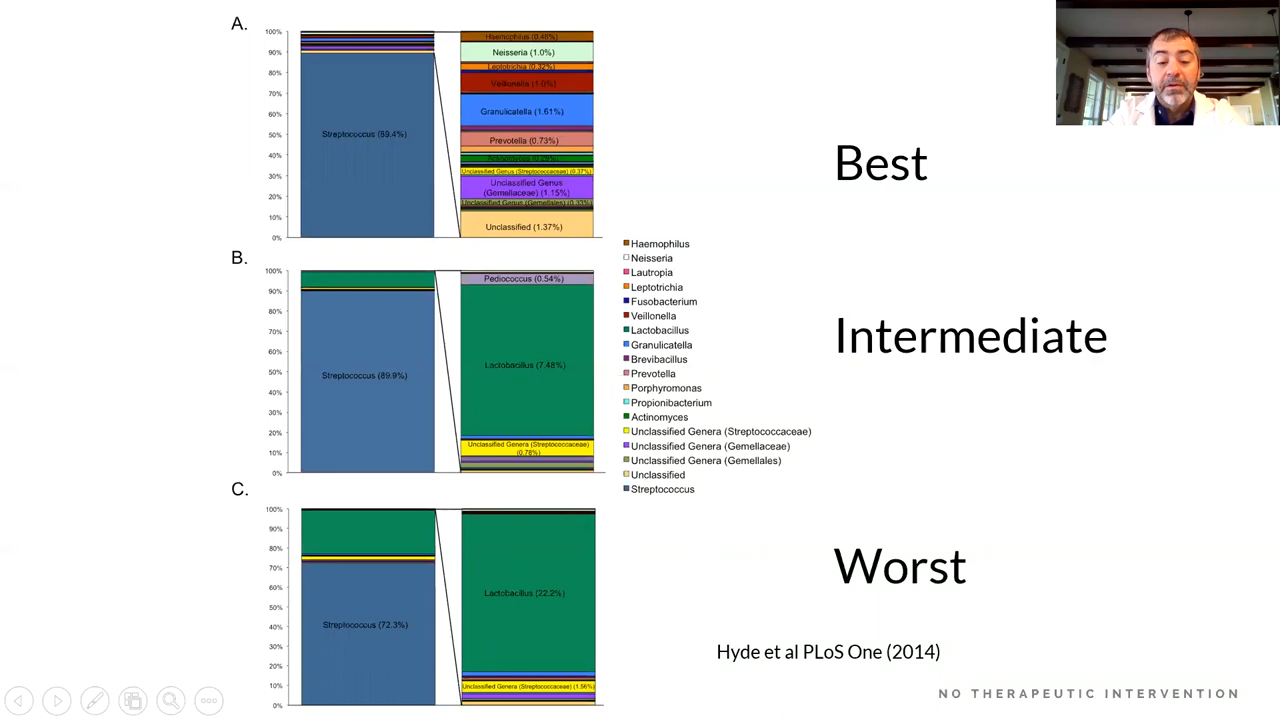 A.
100%
90%
80%
70%
60%
50%
40%
30%
20%
10%
0%
Streptococcus (89.4%)
Haemophilus (0.48%)
Neisseria (1.0%)
Leptotrichia (0.32%)
Veillonella (1.0%)
Granulicatella (1.61%)
Prevotella (0.73%)
Unclassified Genus (Streptococcaceae) (0.37%)
Unclassified Genus
(Gemellaceae) (1.15%)
Unclassified Genus (Gemellales) (0.33%)
Unclassified (1.37%)
Best
B.
100%
90%
80%
70%
60%
50%
40%
30%
20%
10%
0%
Streptococcus (89.9%)
Pediococcus (0.54%)
Lactobacillus (7.48%)
Unclassified Genera (Streptococcaceae)
(0.78%)
Haemophilus
Neisseria
Lautropia
Leptotrichia
Fusobacterium
Veillonella
Lactobacillus
Granulicatella
Brevibacillus
Prevotella
Porphyromonas
Propionibacterium
Actinomyces
Unclassified Genera (Streptococcaceae)
Unclassified Genera (Gemellaceae)
Unclassified Genera (Gemellales)
Unclassified
Streptococcus
Intermediate
C.
100%
90%
80%
70%
60%
50%
40%
30%
20%
10%
0%
Streptococcus (72.3%)
Lactobacillus (22.2%)
Unclassified Genera (Streptococcaceae) (1.56%)
Worst
Hyde et al PLoS One (2014)
NO THERAPEUTIC INTERVENTION